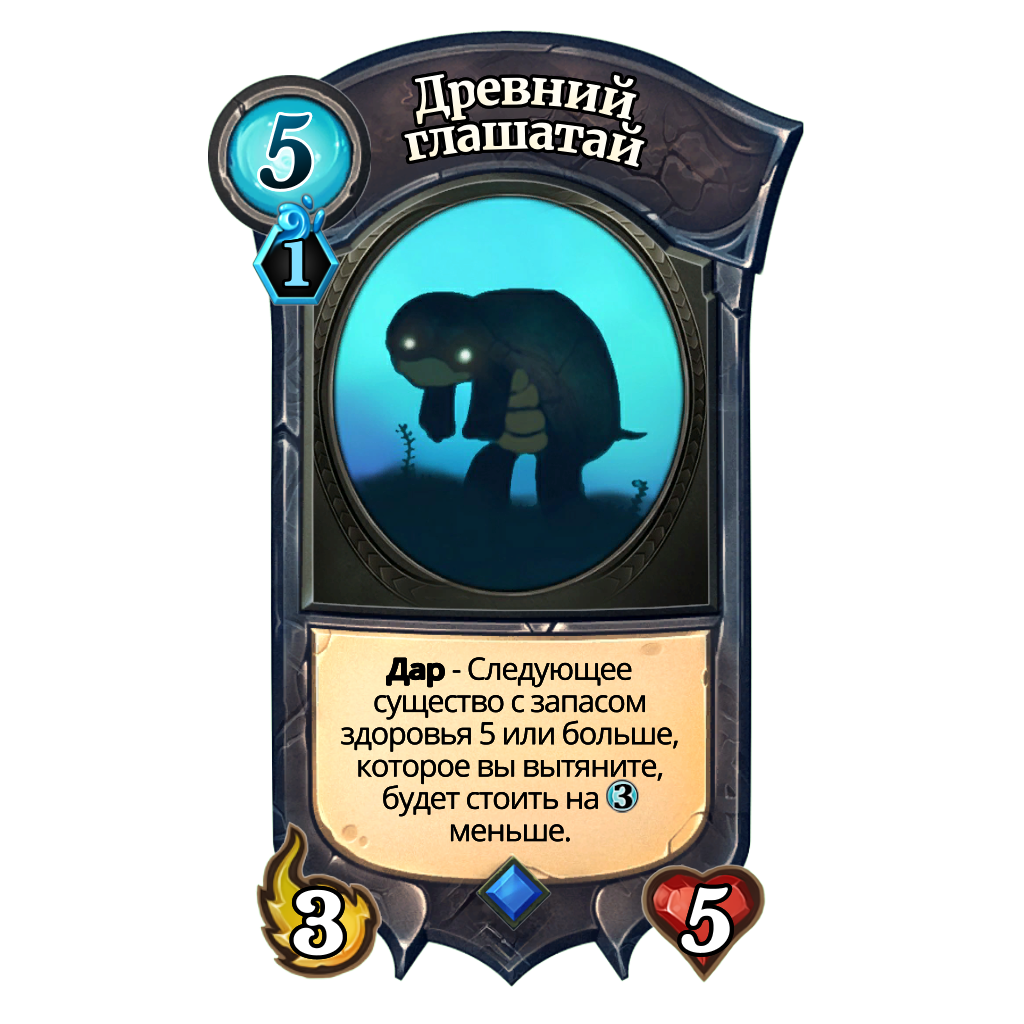 Древний
глашатай
5
1
Дар - Следующее
существо с запасом
здоровья 5 или больше,
которое вы вытяните,
будет стоить на 3
меньше.
3
5